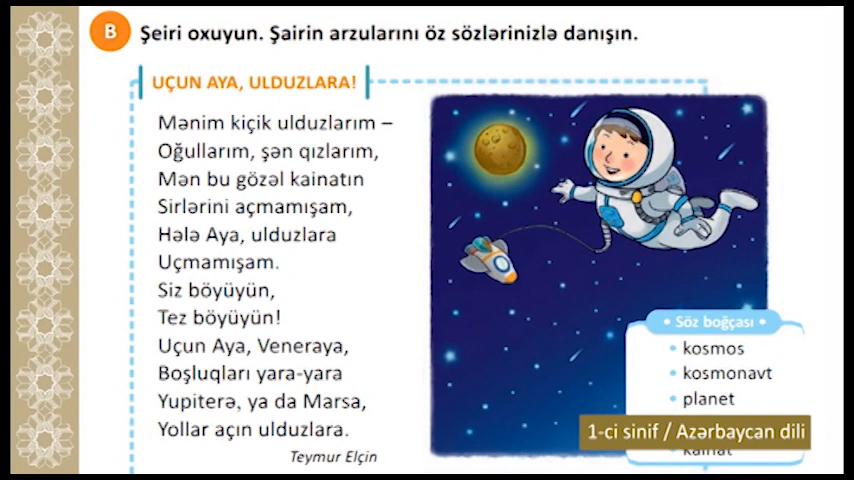 B Şeiri oxuyun. Şairin arzularını öz sözlərinizlə danışın.
UÇUN AYA, ULDUZLARA!
Mənim kiçik ulduzlarım –
Oğullarım, şən qızlarım,
Mən bu gözəl kainatın
Sirlərini açmamışam,
Hələ Aya, ulduzlara
Uçmamışam.
Siz böyüyün,
Tez böyüyün!
Uçun Aya, Veneraya,
Boşluqları yara-yara
Yupiterə, ya da Marsa,
Yollar açın ulduzlara.
Teymur Elçin
• Söz boğçası •
• kosmos
• kosmonavt
• planet
1-ci sinif / Azərbaycan dili
kainat